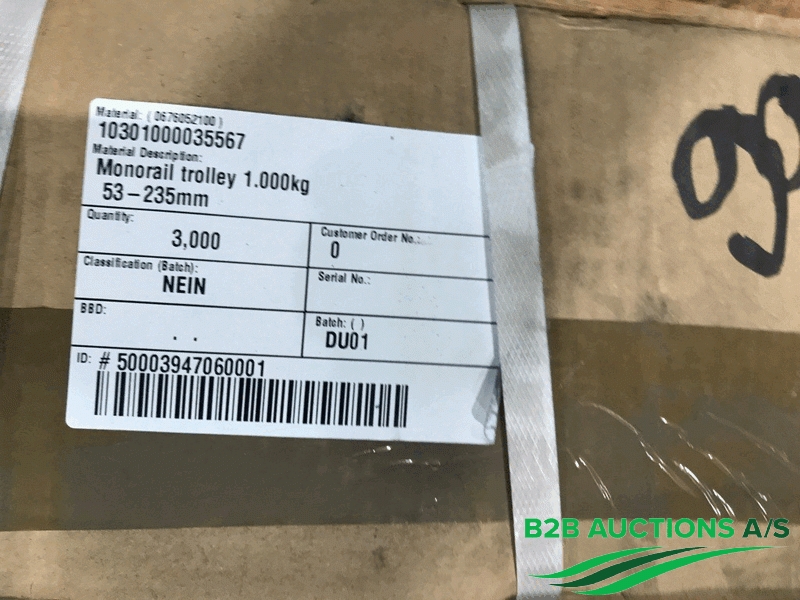 Material: ( 0676052100 )
10301000035567
Material Description:
Monorail trolley 1.000kg
53-235mm
Quantity:
3,000
Customer Order No.:
0
Classification (Batch):
NEIN
Serial No.:
BBD:
. .
Batch: ( )
DU01
ID: # 50003947060001
B2B AUCTIONS A/S